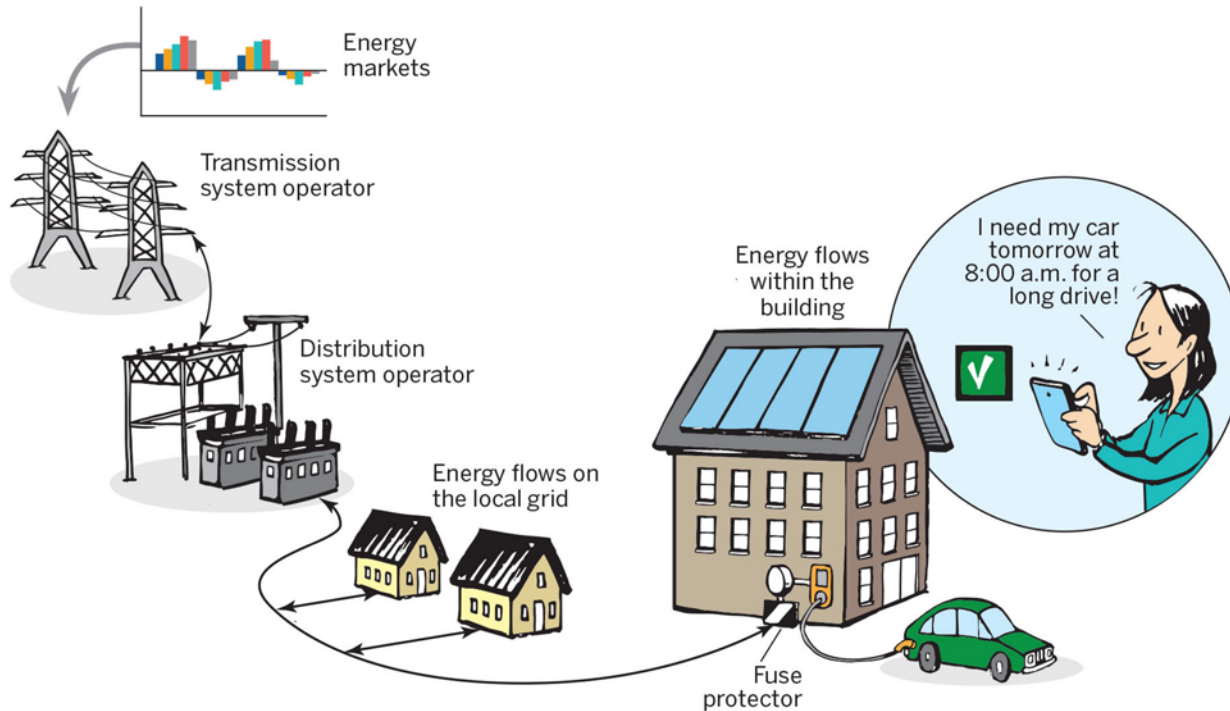 Energy
markets
Transmission
system operator
Distribution
system operator
Energy flows on
the local grid
Energy flows
within the
building
I need my car
tomorrow at
8:00 a.m. for a
long drive!
Fuse
protector